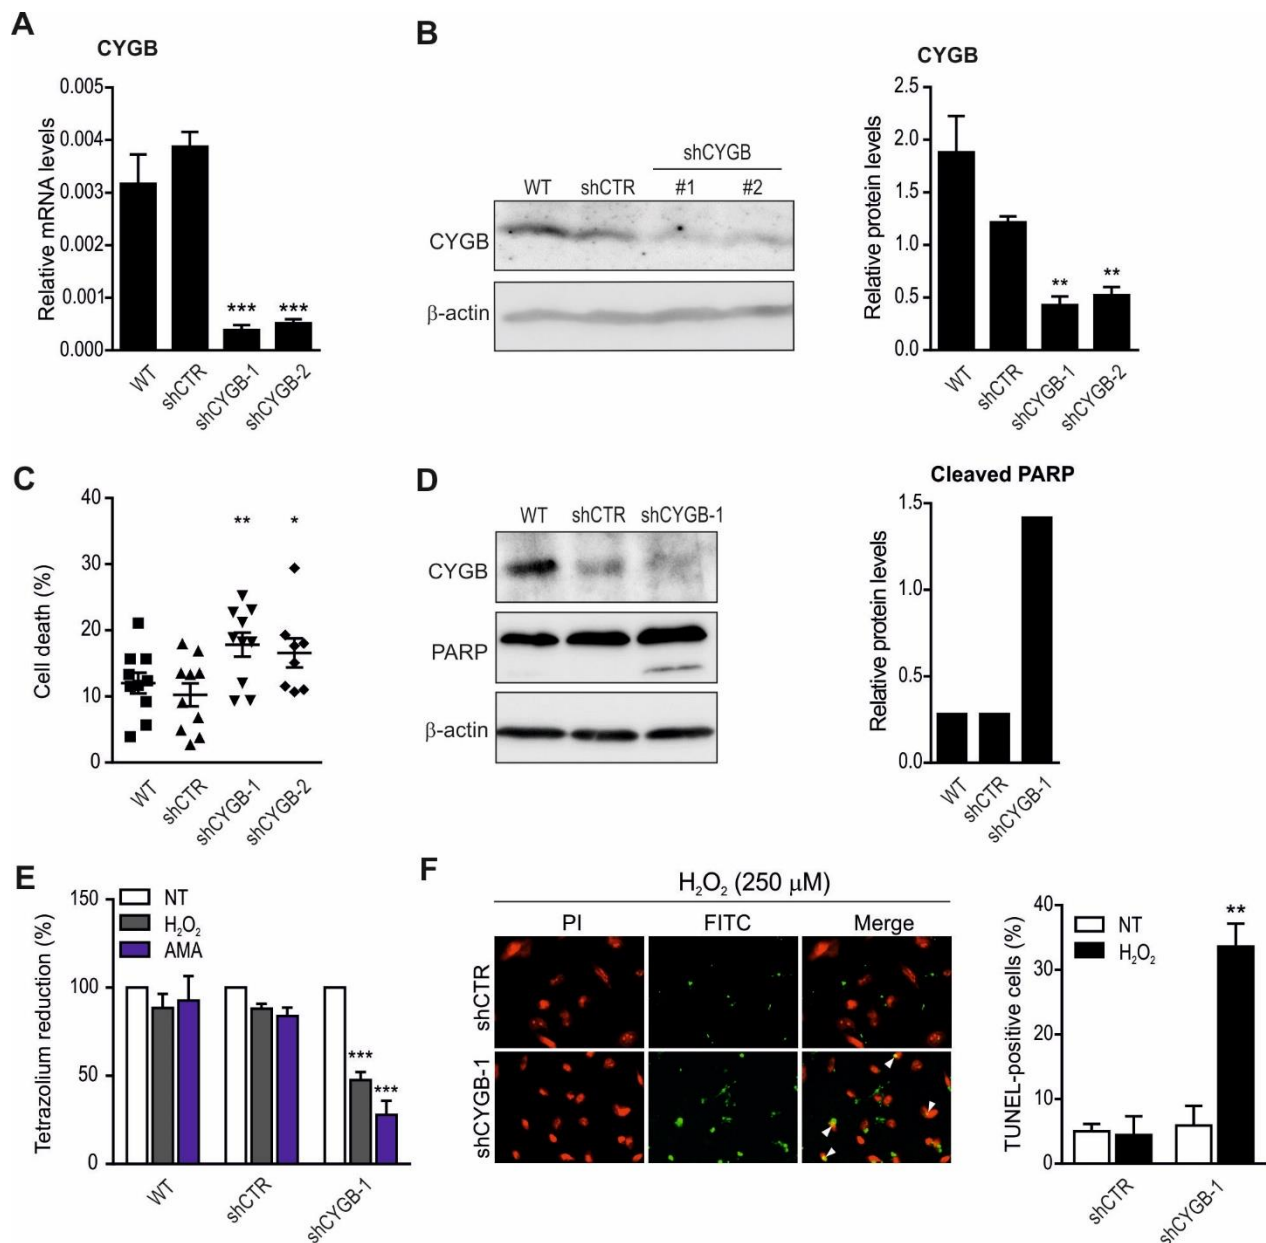 A
CYGB
Relative mRNA levels
0.005
0.004
0.003
0.002
0.001
0.000
*** ***
WT shCTR shCYGB-1 shCYGB-2
B
shCYGB
WT shCTR #1 #2
CYGB
β-actin
CYGB
Relative protein levels
2.5
2.0
1.5
1.0
0.5
0.0
** **
WT shCTR shCYGB-1 shCYGB-2
C
Cell death (%)
40
30
20
10
0
** *
WT shCTR shCYGB-1 shCYGB-2
D
WT shCTR shCYGB-1
CYGB
PARP
β-actin
Cleaved PARP
Relative protein levels
1.5
1.0
0.5
0.0
WT shCTR shCYGB-1
E
Tetrazolium reduction (%)
150
100
50
0
NT
H₂O₂
AMA
*** ***
WT shCTR shCYGB-1
F
H₂O₂ (250 μM)
PI FITC Merge
shCTR
shCYGB-1
TUNEL-positive cells (%)
40
30
20
10
0
NT
H₂O₂
**
shCTR shCYGB-1